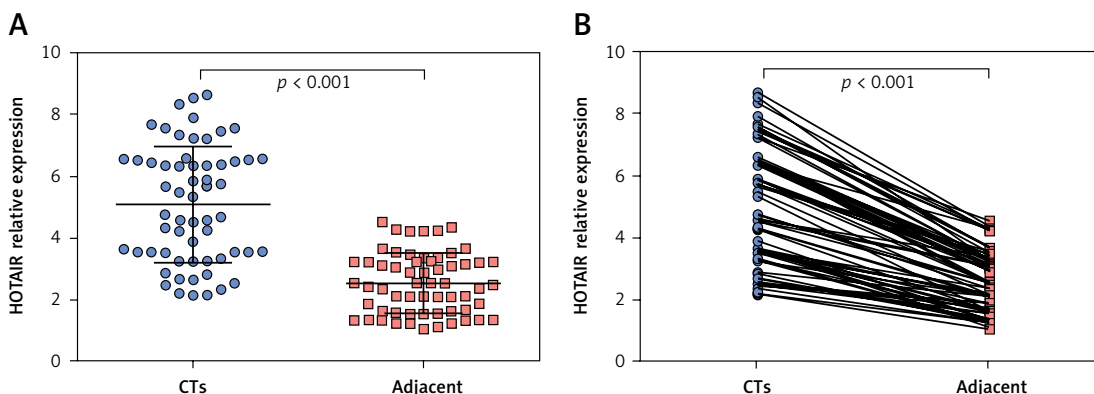 A
HOTAIR relative expression
10
8
6
4
2
0
p < 0.001
CTs Adjacent
B
HOTAIR relative expression
10
8
6
4
2
0
p < 0.001
CTs Adjacent